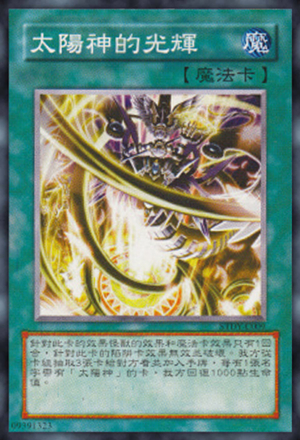 太陽神的光輝
魔
【魔法卡】
針對此卡的效果怪獸的效果和魔法卡效果只有1回
合，針對此卡的陷阱卡效果無效並破壞。我方從
卡組抽取3張卡給對方看並加入手牌，每有1張名
字帶有「太陽神」的卡，我方回復1000點生命
值。
09391323